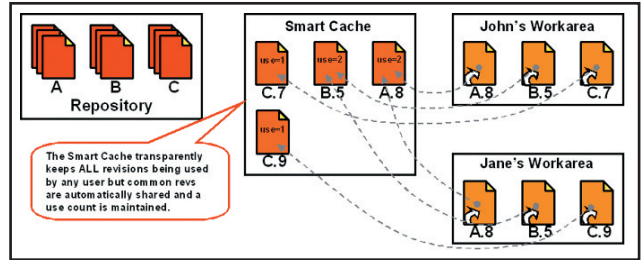 A B C
Repository
Smart Cache
use=1 use=2 use=2
C.7 B.5 A.8
use=1
C.9
The Smart Cache transparently
keeps ALL revisions being used
by any user but common revs
are automatically shared and a
use count is maintained.
John's Workarea
A.8 B.5 C.7
Jane's Workarea
A.8 B.5 C.9